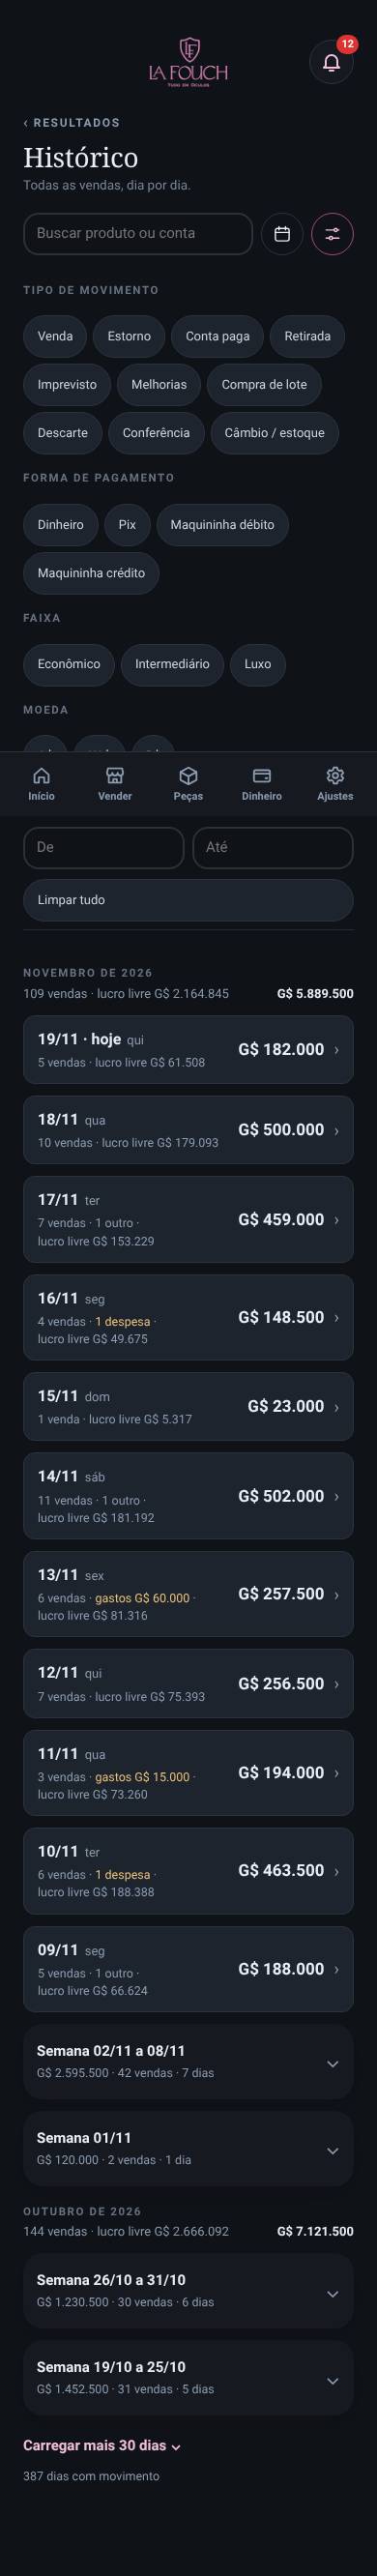 LA FOUCH
TUDO EM ÓCULOS
12
‹ RESULTADOS
Histórico
Todas as vendas, dia por dia.
Buscar produto ou conta
TIPO DE MOVIMENTO
Venda Estorno Conta paga Retirada
Imprevisto Melhorias Compra de lote
Descarte Conferência Câmbio / estoque
FORMA DE PAGAMENTO
Dinheiro Pix Maquininha débito
Maquininha crédito
FAIXA
Econômico Intermediário Luxo
MOEDA
Início Vender Peças Dinheiro Ajustes
De Até
Limpar tudo
NOVEMBRO DE 2026
109 vendas · lucro livre G$ 2.164.845 G$ 5.889.500
19/11 · hoje qui
5 vendas · lucro livre G$ 61.508 G$ 182.000 ›
18/11 qua
10 vendas · lucro livre G$ 179.093 G$ 500.000 ›
17/11 ter
7 vendas · 1 outro · G$ 459.000 ›
lucro livre G$ 153.229
16/11 seg
4 vendas · 1 despesa · G$ 148.500 ›
lucro livre G$ 49.675
15/11 dom
1 venda · lucro livre G$ 5.317 G$ 23.000 ›
14/11 sáb
11 vendas · 1 outro · G$ 502.000 ›
lucro livre G$ 181.192
13/11 sex
6 vendas · gastos G$ 60.000 · G$ 257.500 ›
lucro livre G$ 81.316
12/11 qui
7 vendas · lucro livre G$ 75.393 G$ 256.500 ›
11/11 qua
3 vendas · gastos G$ 15.000 · G$ 194.000 ›
lucro livre G$ 73.260
10/11 ter
6 vendas · 1 despesa · G$ 463.500 ›
lucro livre G$ 188.388
09/11 seg
5 vendas · 1 outro · G$ 188.000 ›
lucro livre G$ 66.624
Semana 02/11 a 08/11
G$ 2.595.500 · 42 vendas · 7 dias
Semana 01/11
G$ 120.000 · 2 vendas · 1 dia
OUTUBRO DE 2026
144 vendas · lucro livre G$ 2.666.092 G$ 7.121.500
Semana 26/10 a 31/10
G$ 1.230.500 · 30 vendas · 6 dias
Semana 19/10 a 25/10
G$ 1.452.500 · 31 vendas · 5 dias
Carregar mais 30 dias
387 dias com movimento